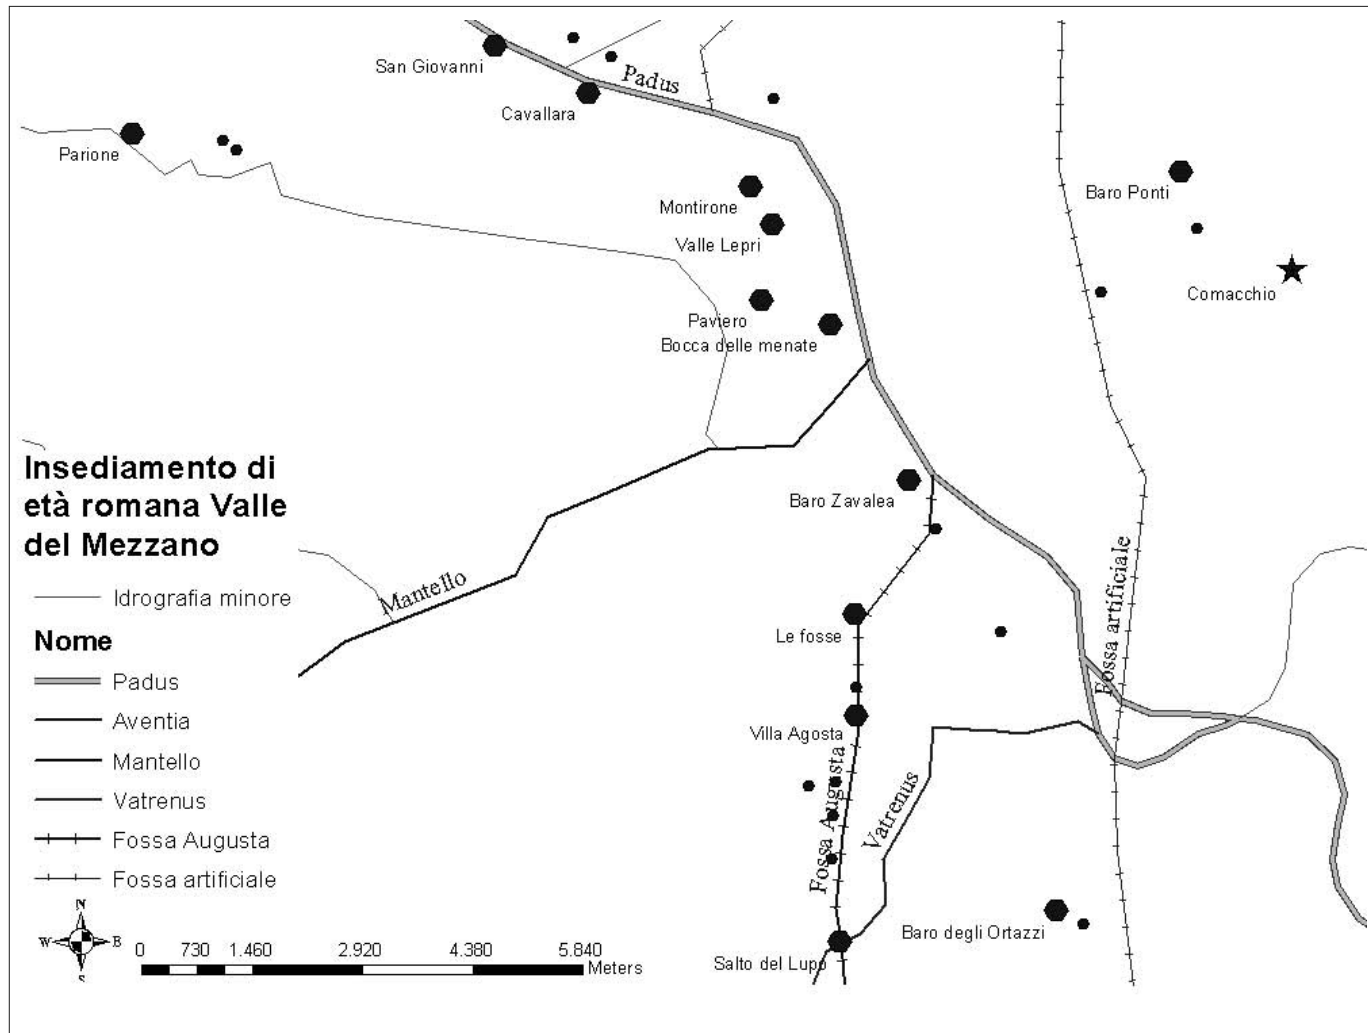 San Giovanni
Padus
Cavallara
Parione
Montirone
Valle Lepri
Baro Ponti
Comacchio
Paviero
Bocca delle menate
Insediamento di
età romana Valle
del Mezzano
Idrografia minore
Nome
Padus
Aventia
Mantello
Vatrenus
Fossa Augusta
Fossa artificiale
Mantello
Baro Zavalea
Le fosse
Fossa artificiale
Villa Agosta
Fossa Augusta
Vatrenus
Baro degli Ortazzi
Salto del Lupo
N
W E
S
0 730 1.460 2.920 4.380 5.840
Meters